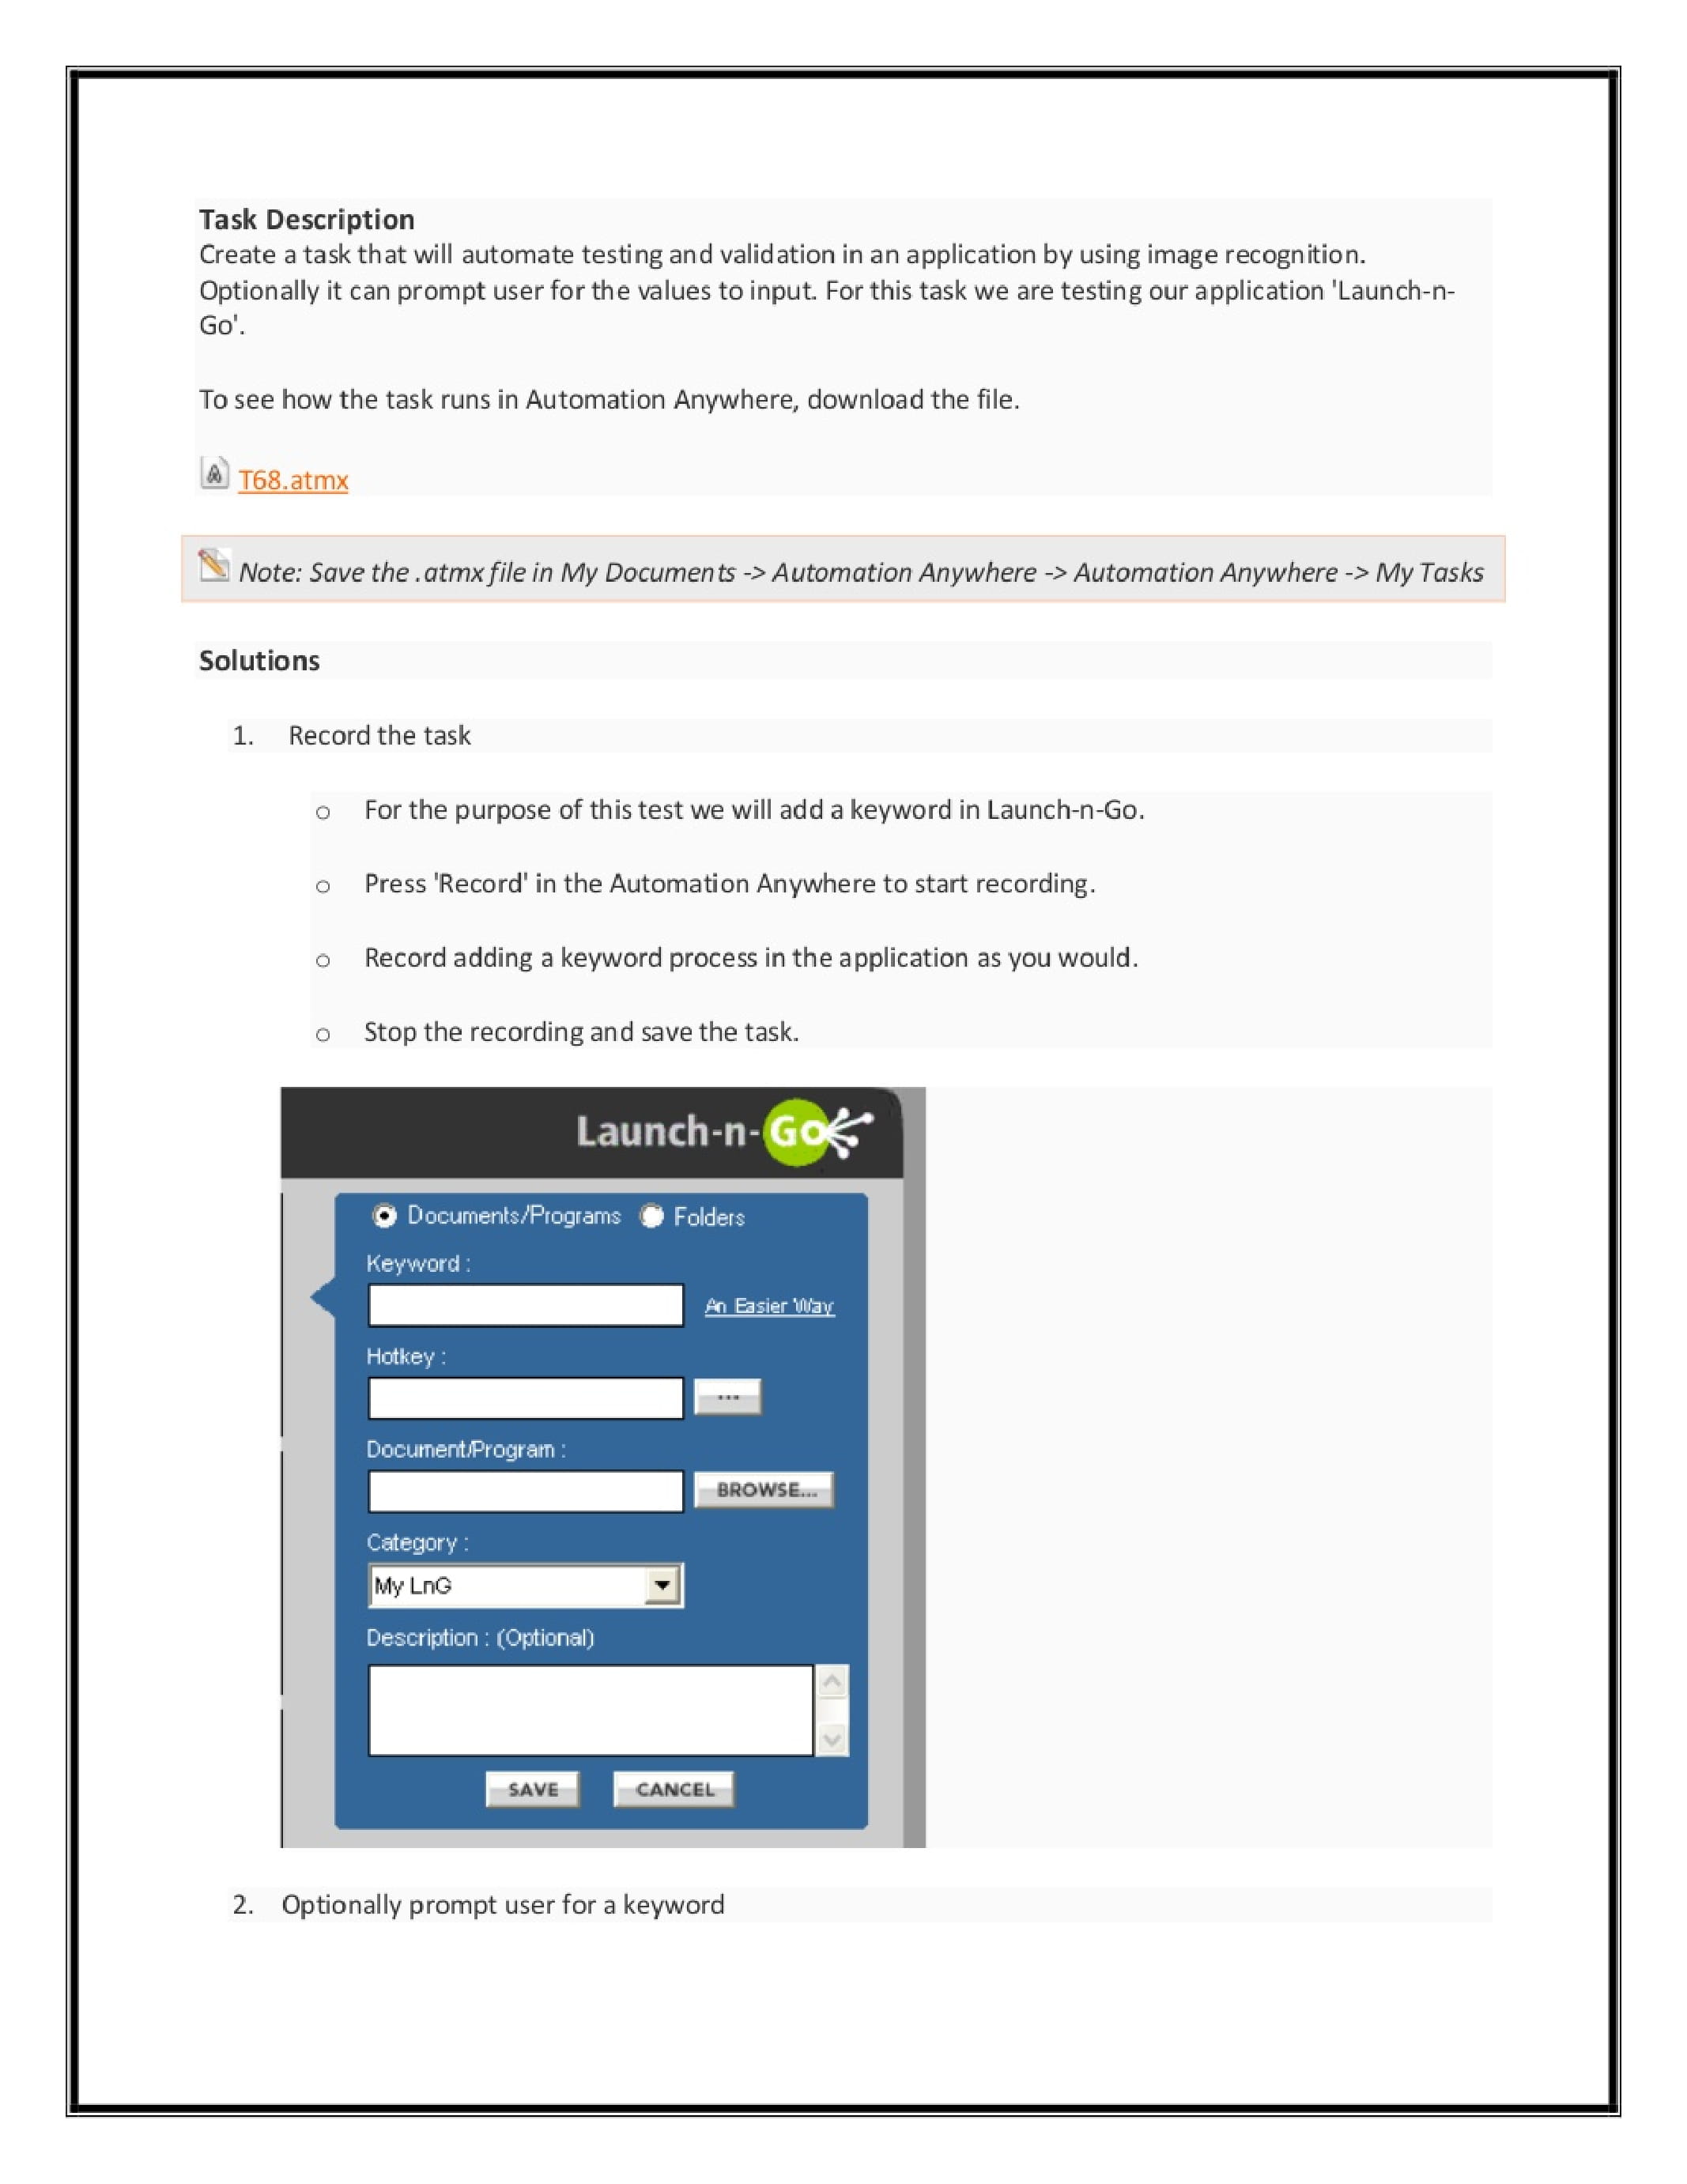 Task Description
Create a task that will automate testing and validation in an application by using image recognition.
Optionally it can prompt user for the values to input. For this task we are testing our application 'Launch-n-
Go'.
To see how the task runs in Automation Anywhere, download the file.
T68.atmx
Note: Save the .atmx file in My Documents -> Automation Anywhere -> Automation Anywhere -> My Tasks
Solutions
1. Record the task
o For the purpose of this test we will add a keyword in Launch-n-Go.
o Press 'Record' in the Automation Anywhere to start recording.
o Record adding a keyword process in the application as you would.
o Stop the recording and save the task.
Launch-n-Go
Documents/Programs Folders
Keyword :
An Easier Way
Hotkey :
...
Document/Program :
BROWSE...
Category :
My LnG
Description : (Optional)
SAVE CANCEL
2. Optionally prompt user for a keyword